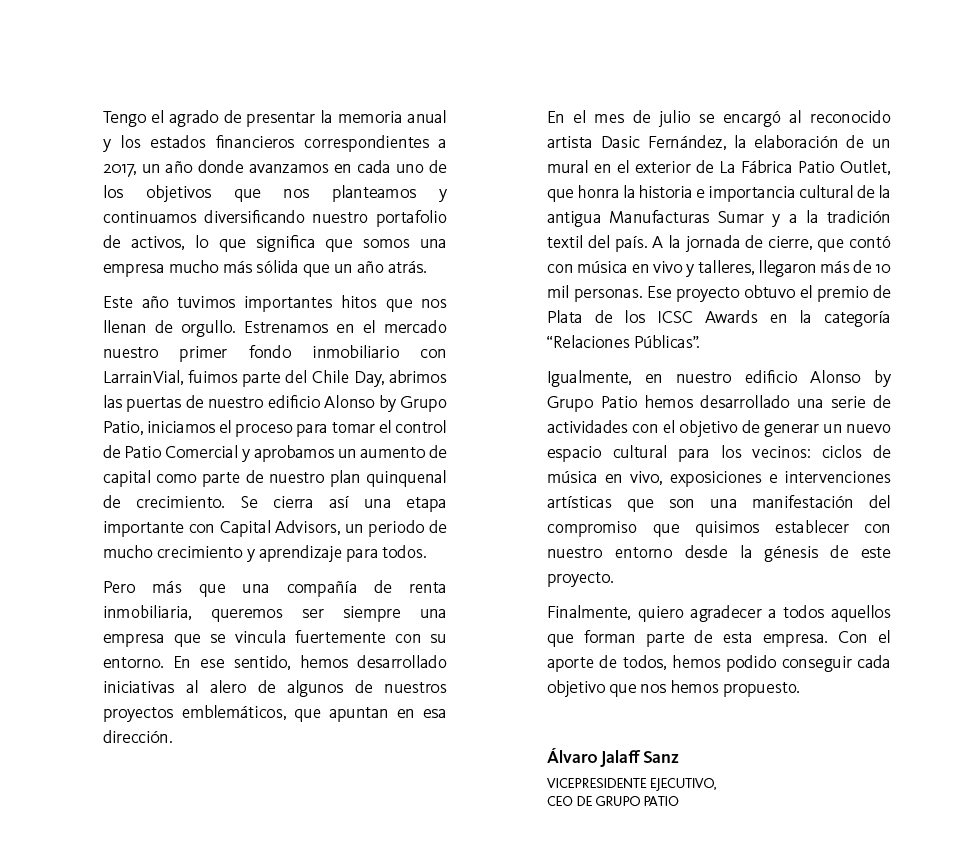 Tengo el agrado de presentar la memoria anual
y los estados financieros correspondientes a
2017, un año donde avanzamos en cada uno de
los objetivos que nos planteamos y
continuamos diversificando nuestro portafolio
de activos, lo que significa que somos una
empresa mucho más sólida que un año atrás.
Este año tuvimos importantes hitos que nos
llenan de orgullo. Estrenamos en el mercado
nuestro primer fondo inmobiliario con
LarrainVial, fuimos parte del Chile Day, abrimos
las puertas de nuestro edificio Alonso by Grupo
Patio, iniciamos el proceso para tomar el control
de Patio Comercial y aprobamos un aumento de
capital como parte de nuestro plan quinquenal
de crecimiento. Se cierra así una etapa
importante con Capital Advisors, un periodo de
mucho crecimiento y aprendizaje para todos.
Pero más que una compañía de renta
inmobiliaria, queremos ser siempre una
empresa que se vincula fuertemente con su
entorno. En ese sentido, hemos desarrollado
iniciativas al alero de algunos de nuestros
proyectos emblemáticos, que apuntan en esa
dirección.
En el mes de julio se encargó al reconocido
artista Dasic Fernández, la elaboración de un
mural en el exterior de La Fábrica Patio Outlet,
que honra la historia e importancia cultural de la
antigua Manufacturas Sumar y a la tradición
textil del país. A la jornada de cierre, que contó
con música en vivo y talleres, llegaron más de 10
mil personas. Ese proyecto obtuvo el premio de
Plata de los ICSC Awards en la categoría
“Relaciones Públicas”.
Igualmente, en nuestro edificio Alonso by
Grupo Patio hemos desarrollado una serie de
actividades con el objetivo de generar un nuevo
espacio cultural para los vecinos: ciclos de
música en vivo, exposiciones e intervenciones
artísticas que son una manifestación del
compromiso que quisimos establecer con
nuestro entorno desde la génesis de este
proyecto.
Finalmente, quiero agradecer a todos aquellos
que forman parte de esta empresa. Con el
aporte de todos, hemos podido conseguir cada
objetivo que nos hemos propuesto.
Álvaro Jalaff Sanz
VICEPRESIDENTE EJECUTIVO,
CEO DE GRUPO PATIO